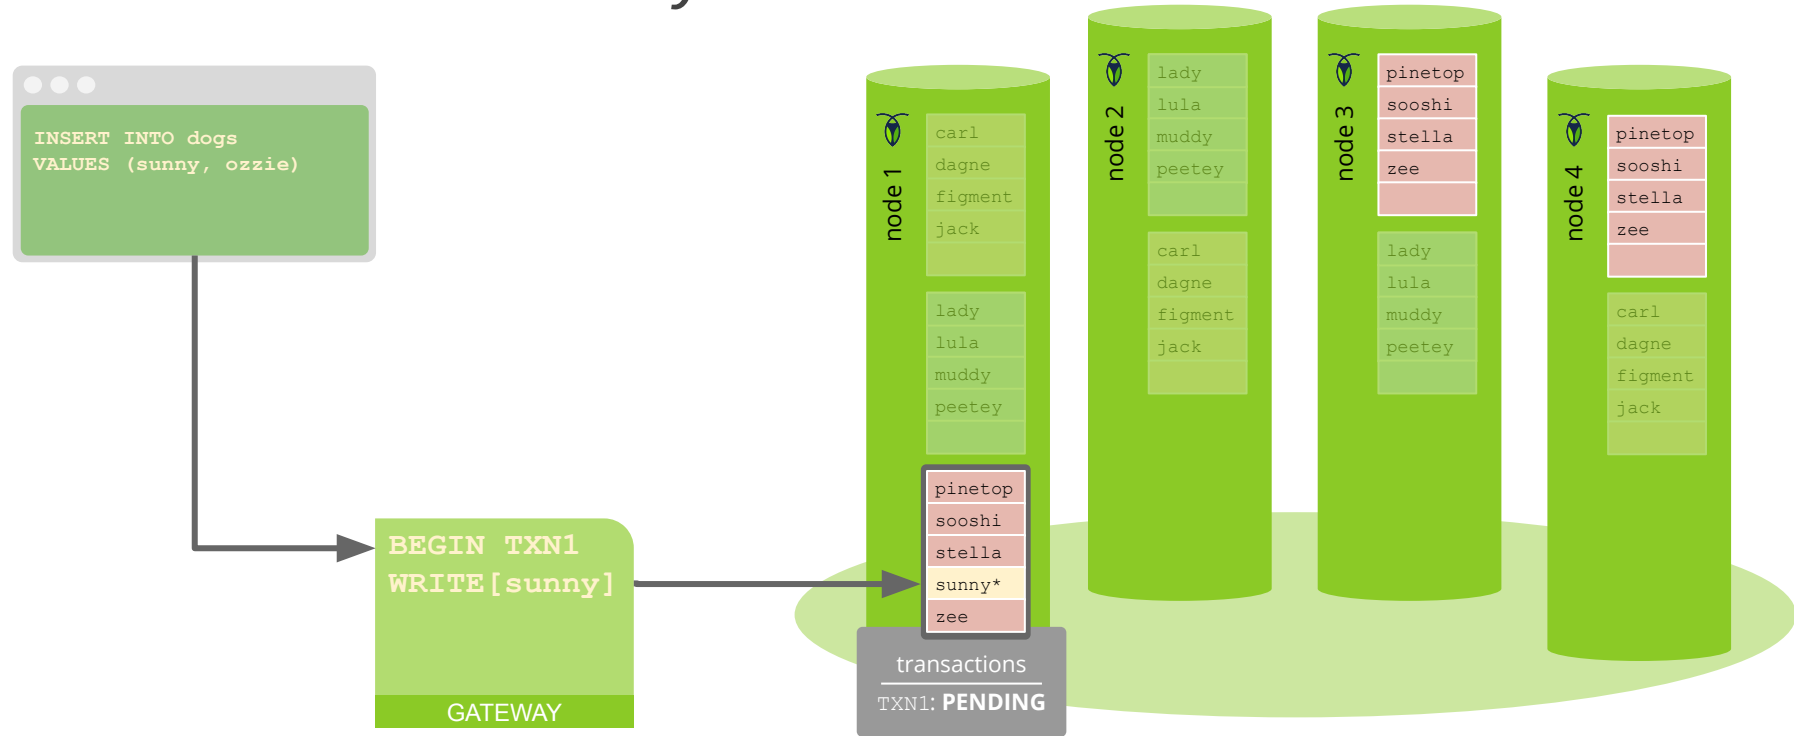 INSERT INTO dogs
VALUES (sunny, ozzie)
BEGIN TXN1
WRITE[sunny]
GATEWAY
node 1
carl
dagne
figment
jack
lady
lula
muddy
peetey
pinetop
sooshi
stella
sunny*
zee
transactions
TXN1: PENDING
node 2
lady
lula
muddy
peetey
carl
dagne
figment
jack
node 3
pinetop
sooshi
stella
zee
lady
lula
muddy
peetey
node 4
pinetop
sooshi
stella
zee
carl
dagne
figment
jack